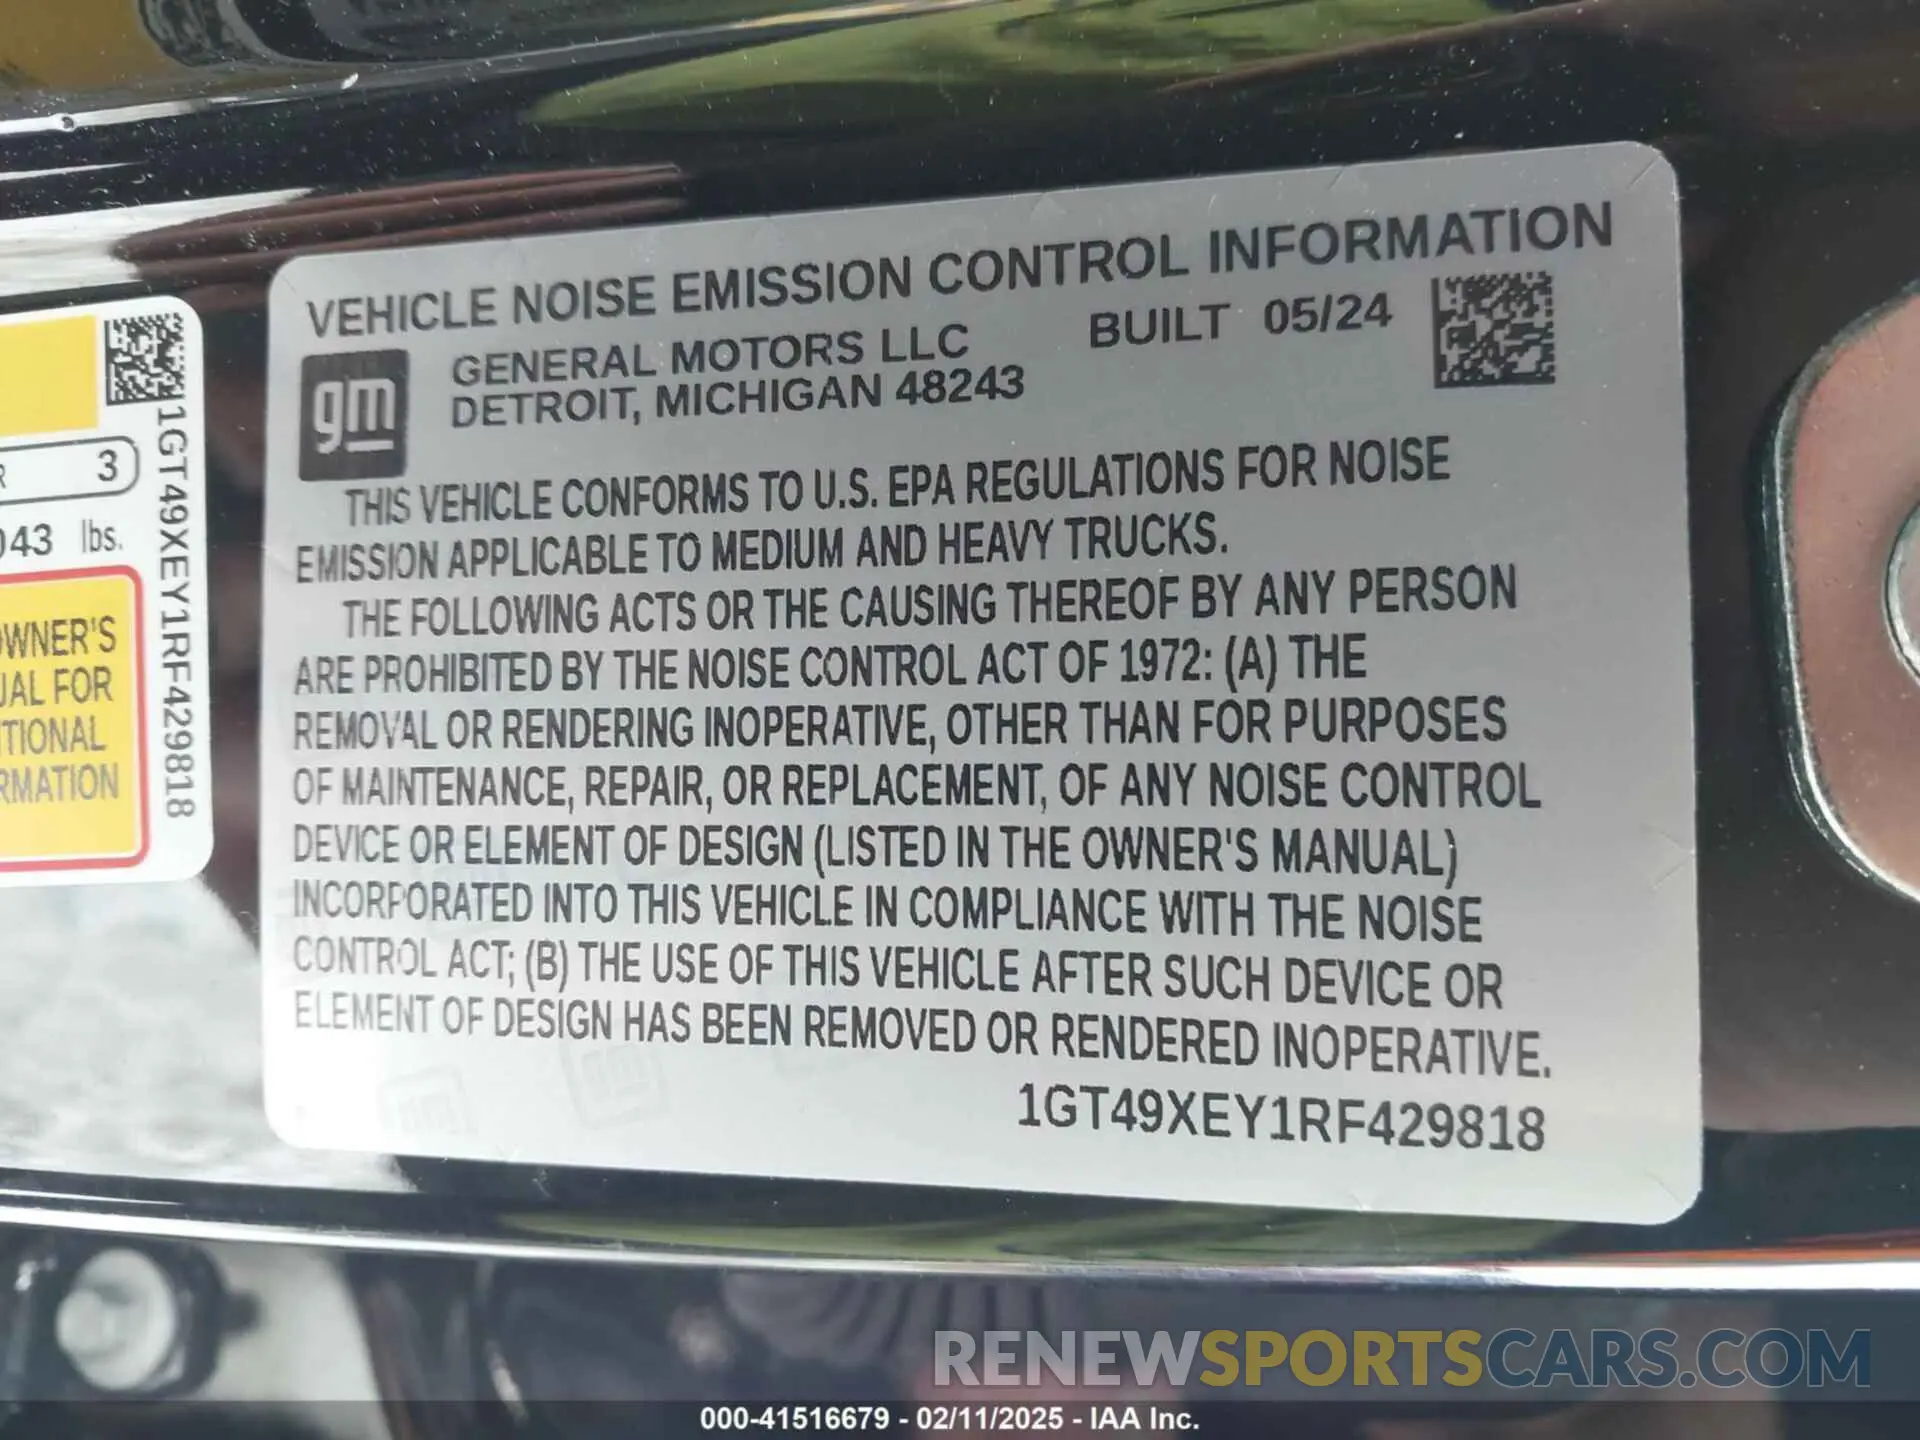 VEHICLE NOISE EMISSION CONTROL INFORMATION
GENERAL MOTORS LLC
DETROIT, MICHIGAN 48243
BUILT 05/24
gm
THIS VEHICLE CONFORMS TO U.S. EPA REGULATIONS FOR NOISE
EMISSION APPLICABLE TO MEDIUM AND HEAVY TRUCKS.
THE FOLLOWING ACTS OR THE CAUSING THEREOF BY ANY PERSON
ARE PROHIBITED BY THE NOISE CONTROL ACT OF 1972: (A) THE
REMOVAL OR RENDERING INOPERATIVE, OTHER THAN FOR PURPOSES
OF MAINTENANCE, REPAIR, OR REPLACEMENT, OF ANY NOISE CONTROL
DEVICE OR ELEMENT OF DESIGN (LISTED IN THE OWNER'S MANUAL)
INCORPORATED INTO THIS VEHICLE IN COMPLIANCE WITH THE NOISE
CONTROL ACT; (B) THE USE OF THIS VEHICLE AFTER SUCH DEVICE OR
ELEMENT OF DESIGN HAS BEEN REMOVED OR RENDERED INOPERATIVE.
1GT49XEY1RF429818
3
043 lbs.
OWNER'S
UAL FOR
ITIONAL
RMATION
1GT49XEY1RF429818
RENEWSPORTSCARS.COM
000-41516679 - 02/11/2025 - IAA Inc.